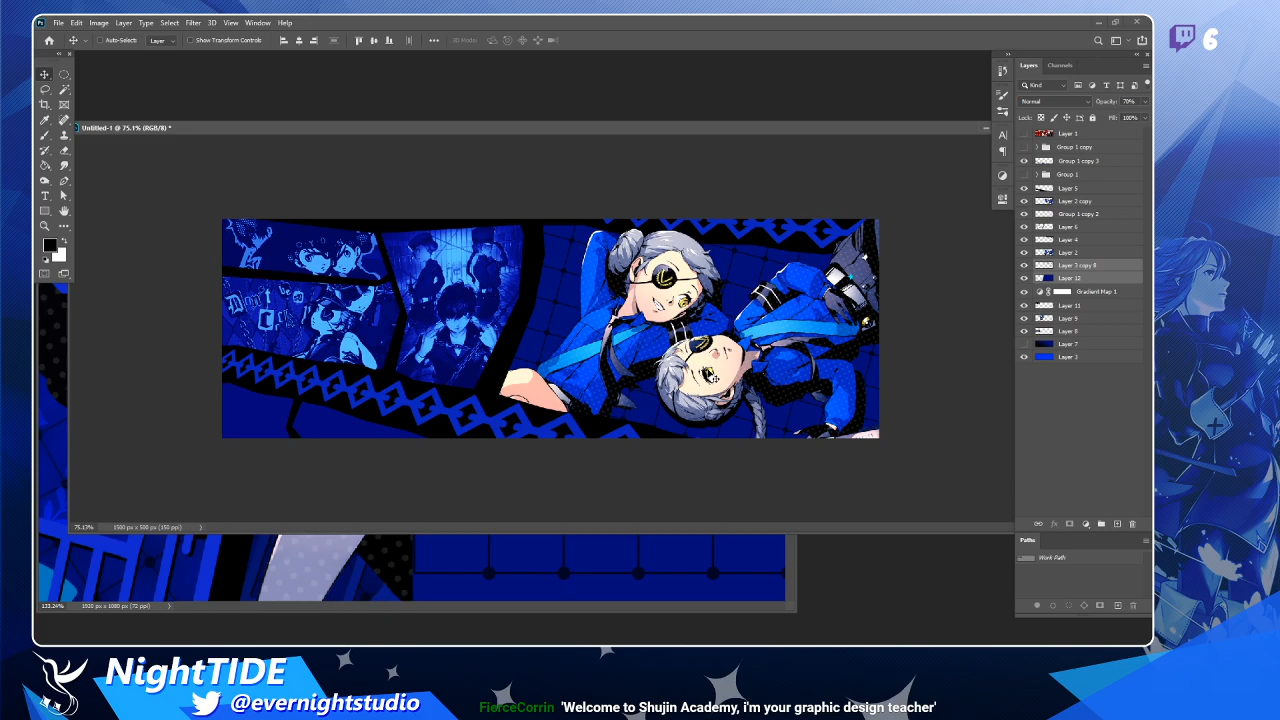 File Edit Image Layer Type Select Filter 3D View Window Help
Auto-Select: Layer Show Transform Controls 3D Mode:
6
Untitled-1 @ 75.1% (RGB/8) *
Layers Channels
Kind
Normal Opacity: 70%
Lock: Fill: 100%
Layer 1
Group 1 copy
Group 1 copy 3
Group 1
Layer 5
Layer 2 copy
Group 1 copy 2
Layer 6
Layer 4
Layer 2
Layer 3 copy 8
Layer 12
Gradient Map 1
Layer 11
Layer 9
Layer 8
Layer 7
Layer 3
Don't be
75.13% 1500 px x 500 px (150 ppi)
Paths
Work Path
133.24% 1920 px x 1080 px (72 ppi)
NightTIDE
@evernightstudio
FierceCorrin 'Welcome to Shujin Academy, i'm your graphic design teacher'